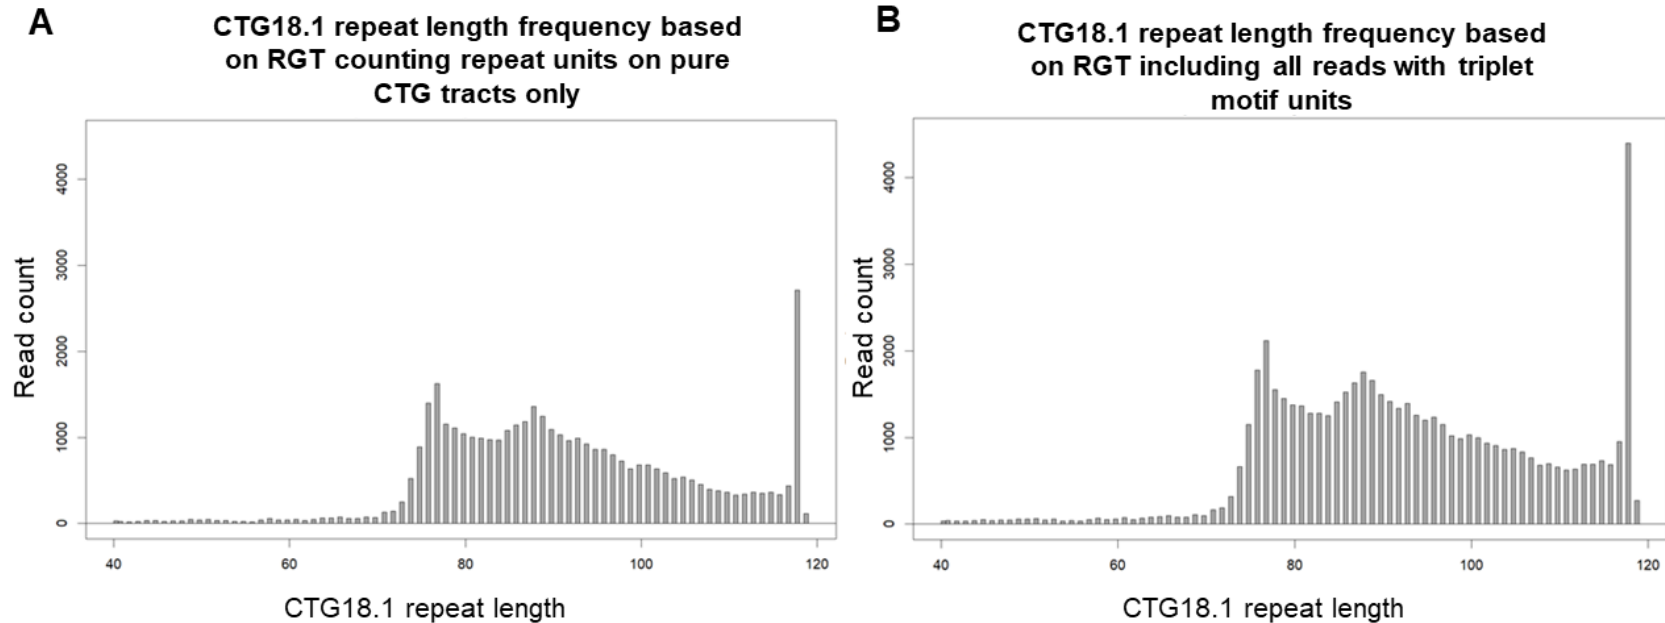 A
CTG18.1 repeat length frequency based
on RGT counting repeat units on pure
CTG tracts only
Read count
4000
3000
2000
1000
0
40 60 80 100 120
CTG18.1 repeat length
B
CTG18.1 repeat length frequency based
on RGT including all reads with triplet
motif units
Read count
4000
3000
2000
1000
0
40 60 80 100 120
CTG18.1 repeat length